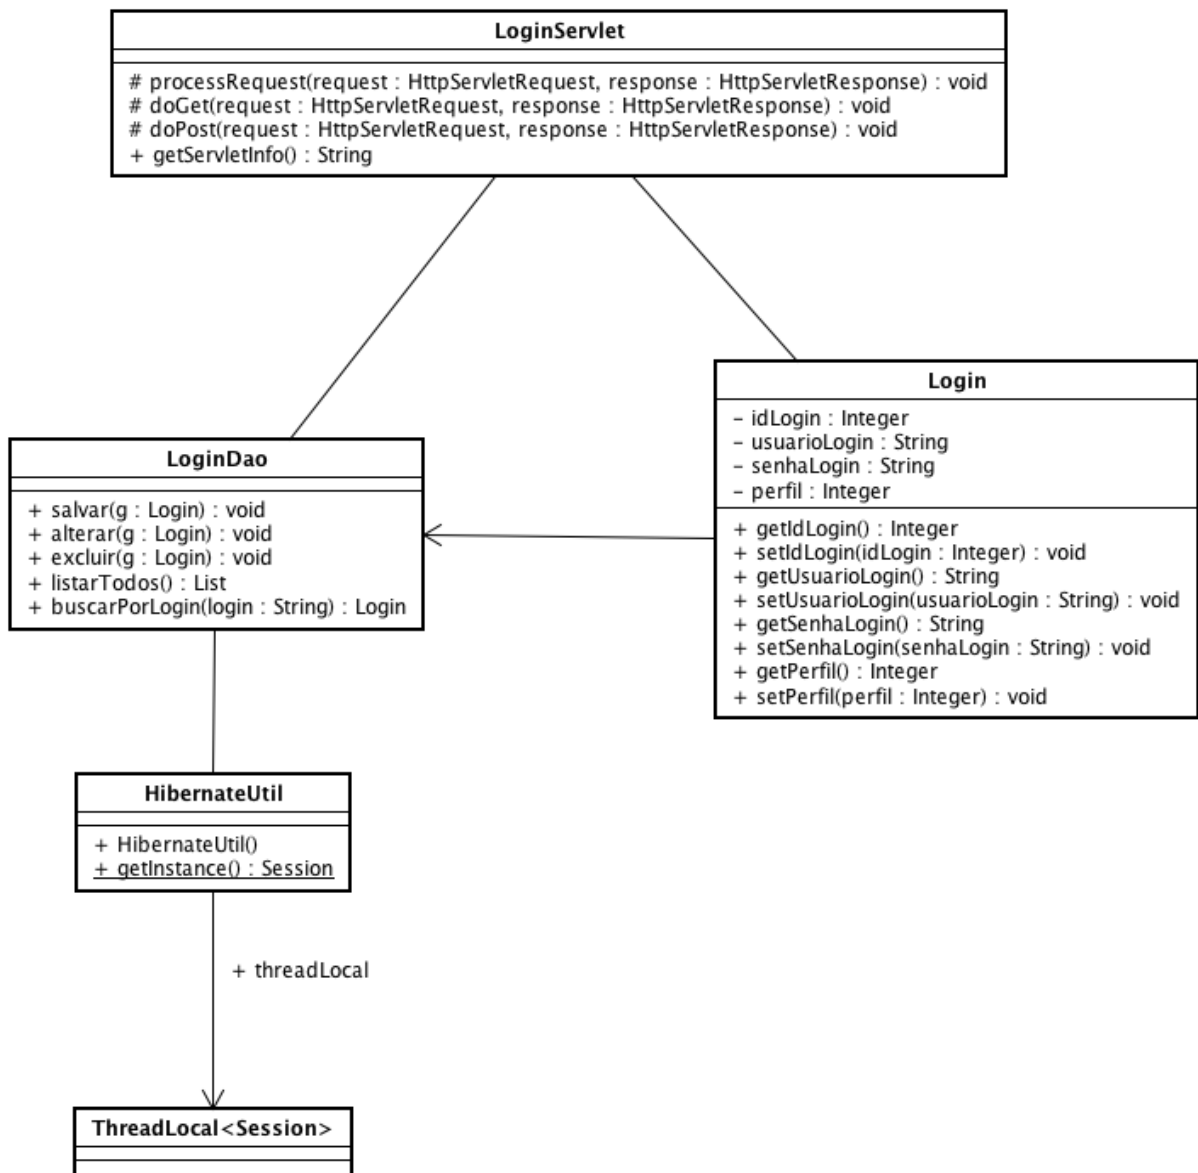 LoginServlet
# processRequest(request : HttpServletRequest, response : HttpServletResponse) : void
# doGet(request : HttpServletRequest, response : HttpServletResponse) : void
# doPost(request : HttpServletRequest, response : HttpServletResponse) : void
+ getServletInfo() : String
Login
- idLogin : Integer
- usuarioLogin : String
- senhaLogin : String
- perfil : Integer
+ getIdLogin() : Integer
+ setIdLogin(idLogin : Integer) : void
+ getUsuarioLogin() : String
+ setUsuarioLogin(usuarioLogin : String) : void
+ getSenhaLogin() : String
+ setSenhaLogin(senhaLogin : String) : void
+ getPerfil() : Integer
+ setPerfil(perfil : Integer) : void
LoginDao
+ salvar(g : Login) : void
+ alterar(g : Login) : void
+ excluir(g : Login) : void
+ listarTodos() : List
+ buscarPorLogin(login : String) : Login
HibernateUtil
+ HibernateUtil()
+ getInstance() : Session
+ threadLocal
ThreadLocal<Session>